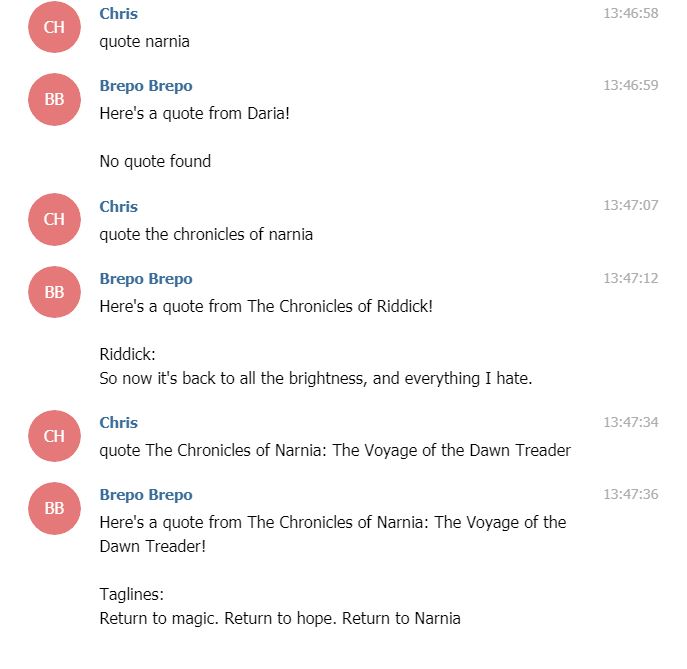 CH
Chris
13:46:58
quote narnia
BB
Brepo Brepo
13:46:59
Here's a quote from Daria!
No quote found
CH
Chris
13:47:07
quote the chronicles of narnia
BB
Brepo Brepo
13:47:12
Here's a quote from The Chronicles of Riddick!
Riddick:
So now it's back to all the brightness, and everything I hate.
CH
Chris
13:47:34
quote The Chronicles of Narnia: The Voyage of the Dawn Treader
BB
Brepo Brepo
13:47:36
Here's a quote from The Chronicles of Narnia: The Voyage of the
Dawn Treader!
Taglines:
Return to magic. Return to hope. Return to Narnia